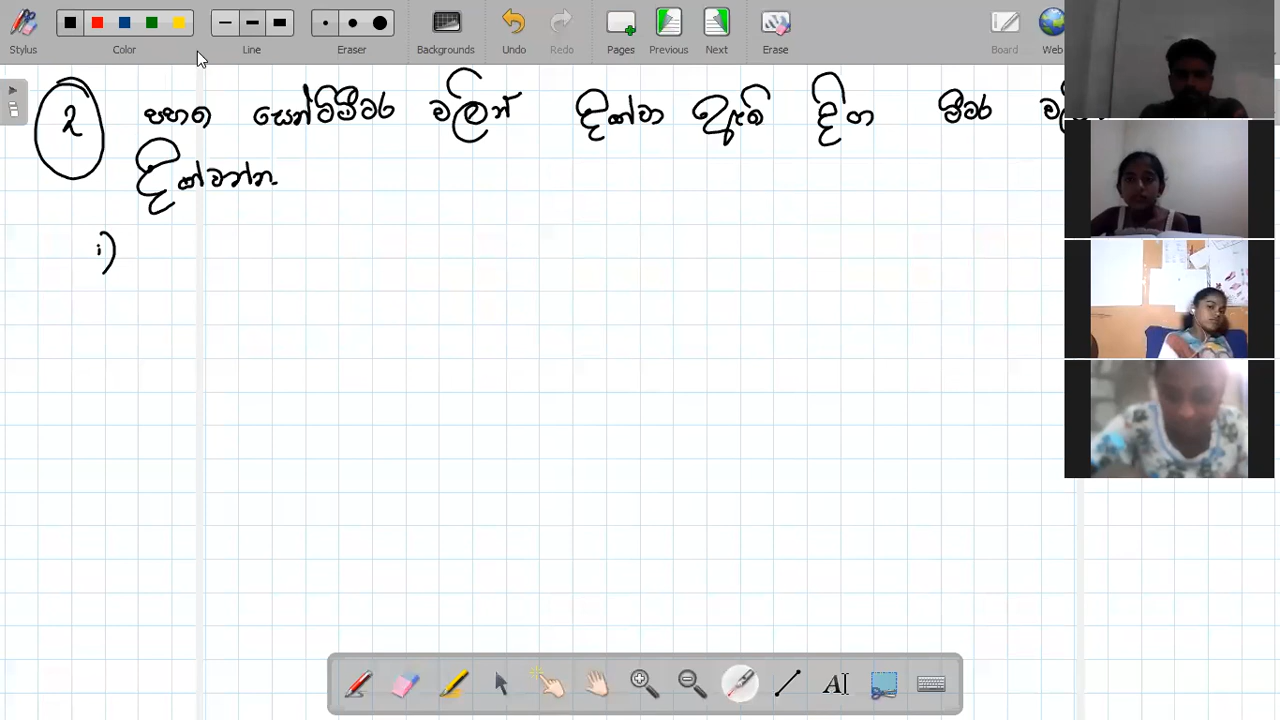 Stylus Color Line Eraser Backgrounds Undo Redo Pages Previous Next Erase Board Web
2 පහත සෙන්ටිමීටර වලින් දක්වා ඇති දිග මීටර
දක්වන්න
i)